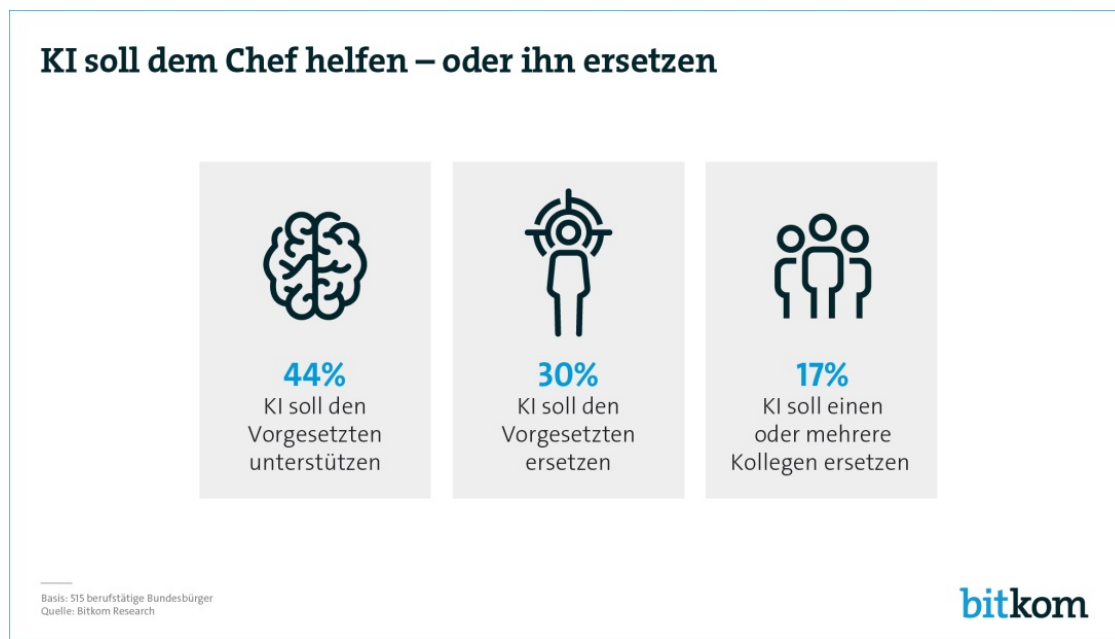 KI soll dem Chef helfen – oder ihn ersetzen
44%
KI soll den
Vorgesetzten
unterstützen
30%
KI soll den
Vorgesetzten
ersetzen
17%
KI soll einen
oder mehrere
Kollegen ersetzen
Basis: 515 berufstätige Bundesbürger
Quelle: Bitkom Research
bitkom